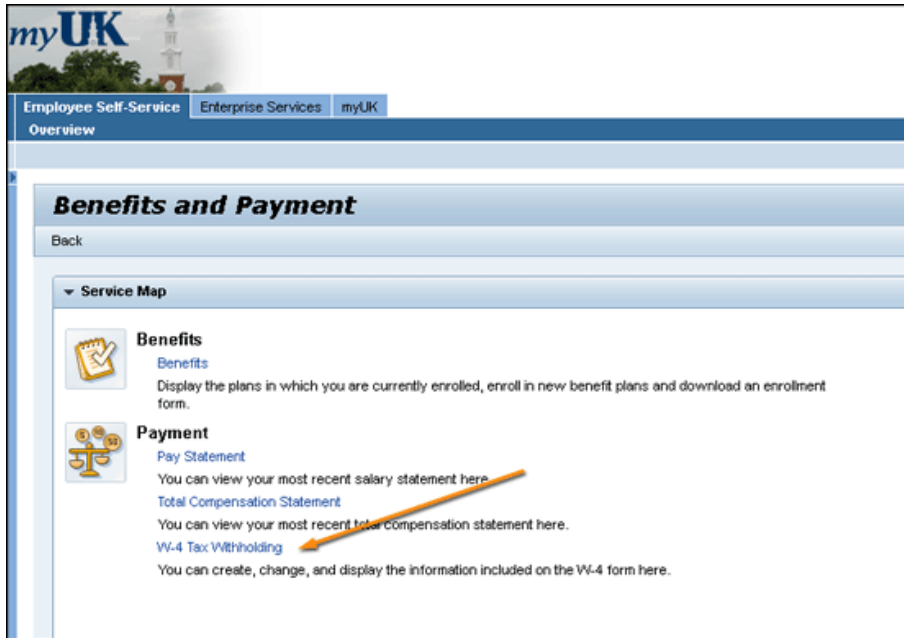 myUK
Employee Self-Service Enterprise Services myUK
Overview
Benefits and Payment
Back
Service Map
Benefits
Benefits
Display the plans in which you are currently enrolled, enroll in new benefit plans and download an enrollment
form.
Payment
Pay Statement
You can view your most recent salary statement here.
Total Compensation Statement
You can view your most recent total compensation statement here.
W-4 Tax Withholding
You can create, change, and display the information included on the W-4 form here.